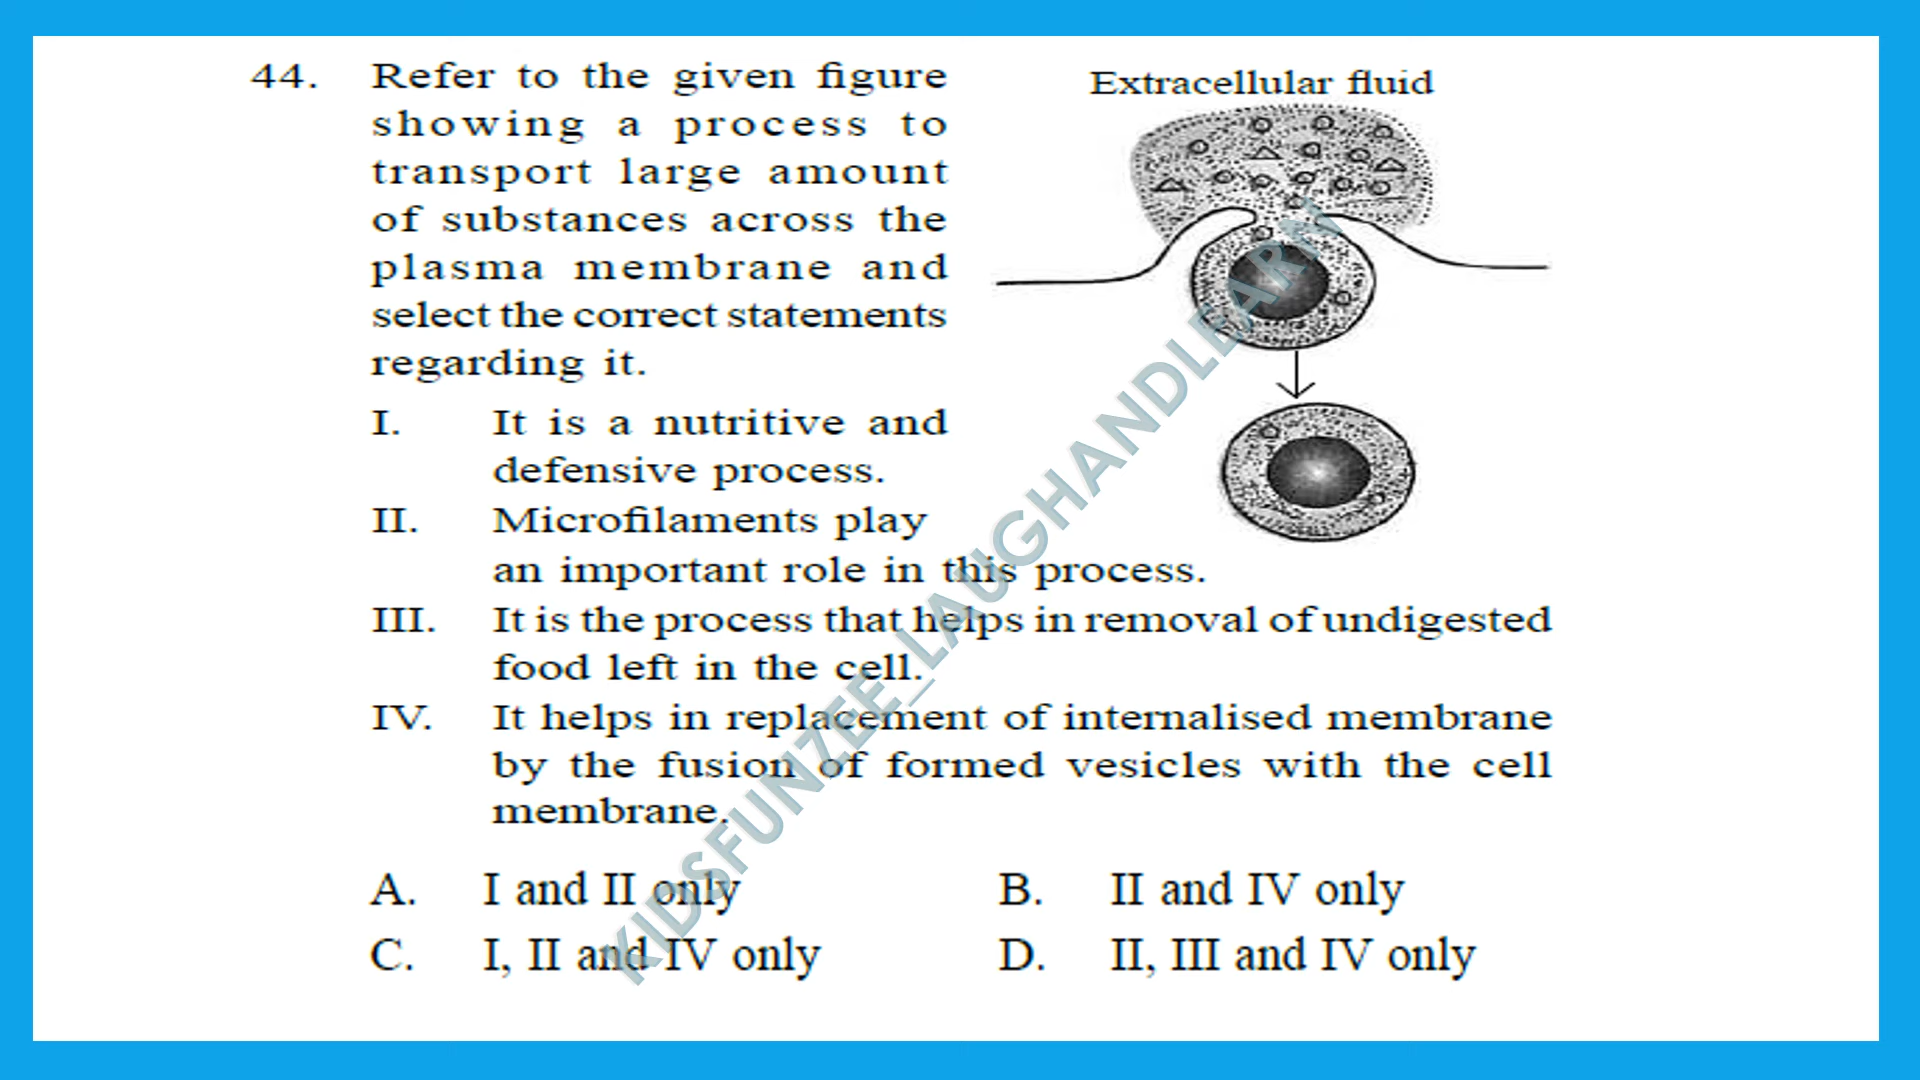 44. Refer to the given figure
showing a process to
transport large amount
of substances across the
plasma membrane and
select the correct statements
regarding it.
Extracellular fluid
I. It is a nutritive and
defensive process.
II. Microfilaments play
an important role in this process.
III. It is the process that helps in removal of undigested
food left in the cell.
IV. It helps in replacement of internalised membrane
by the fusion of formed vesicles with the cell
membrane.
A. I and II only B. II and IV only
C. I, II and IV only D. II, III and IV only
KIDSFUNZEE_LAUGHANDLEARN